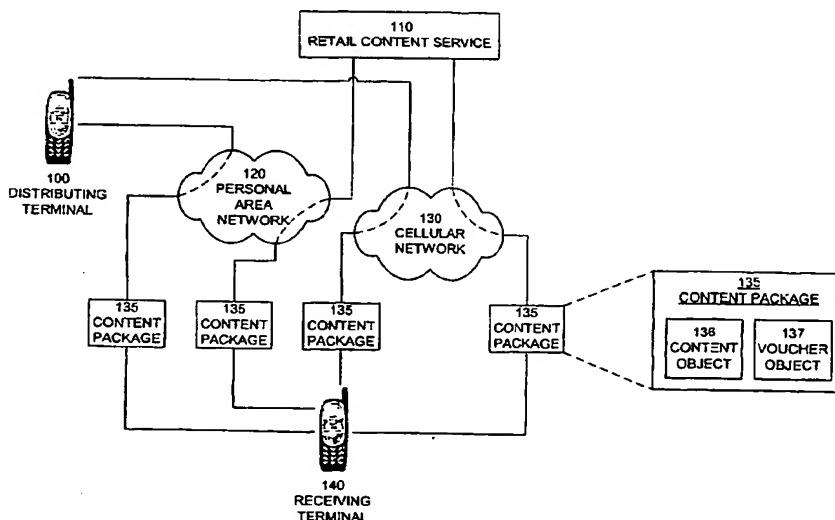 110
RETAIL CONTENT SERVICE
100
DISTRIBUTING
TERMINAL
120
PERSONAL
AREA
NETWORK
130
CELLULAR
NETWORK
135
CONTENT
PACKAGE
135
CONTENT
PACKAGE
135
CONTENT
PACKAGE
135
CONTENT
PACKAGE
135
CONTENT PACKAGE
136
CONTENT
OBJECT
137
VOUCHER
OBJECT
140
RECEIVING
TERMINAL